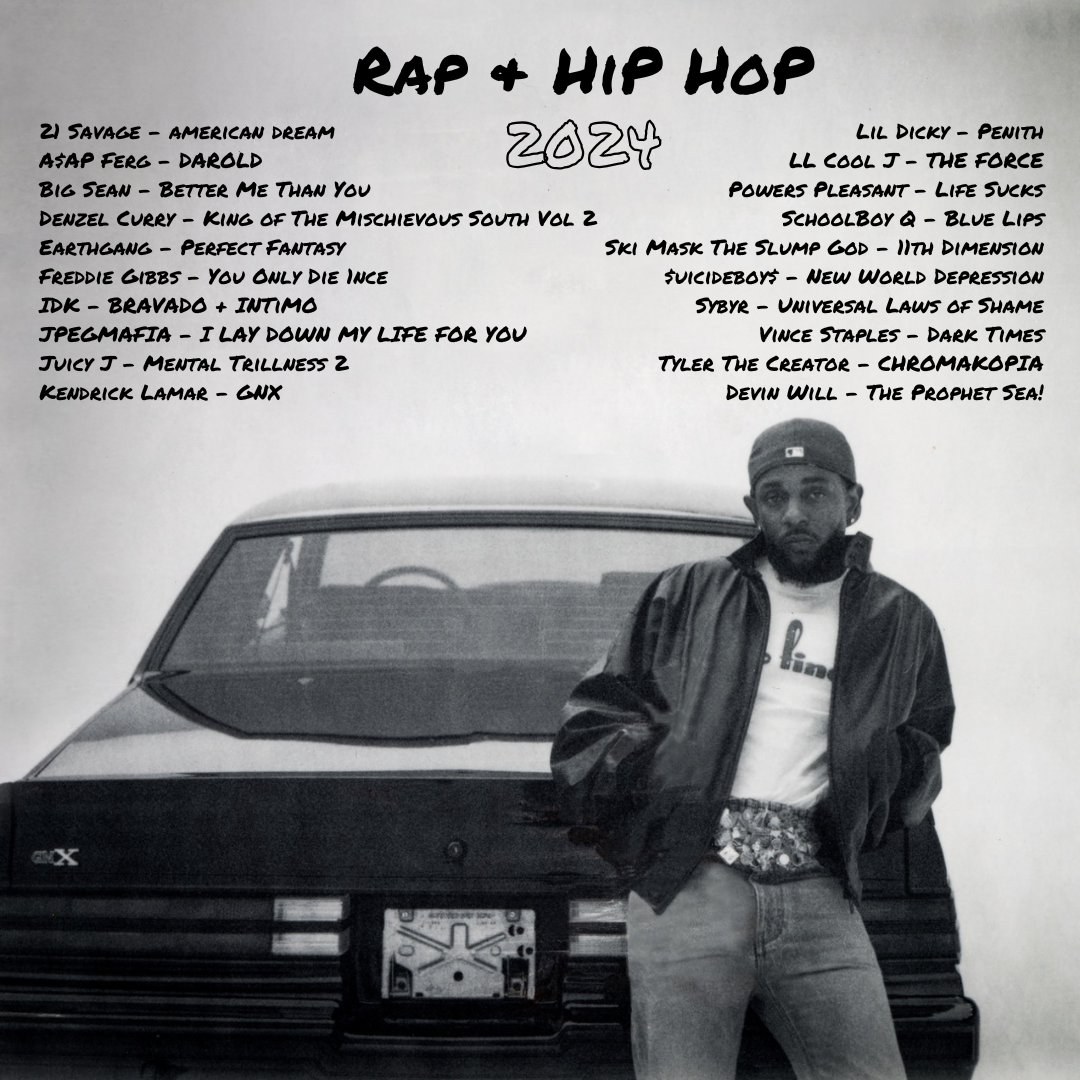 Rap & Hip Hop
2024
21 Savage - american dream
A$AP Ferg - DAROLD
Big Sean - Better Me Than You
Denzel Curry - King of The Mischievous South Vol 2
Earthgang - Perfect Fantasy
Freddie Gibbs - You Only Die 1nce
IDK - BRAVADO + INTiMO
JPEGMAFIA - I LAY DOWN MY LIFE FOR YOU
Juicy J - Mental Trillness 2
Kendrick Lamar - GNX
Lil Dicky - Penith
LL Cool J - THE FORCE
Powers Pleasant - Life Sucks
SchoolBoy Q - Blue Lips
Ski Mask The Slump God - 11th Dimension
$uicideboy$ - New World Depression
Sybyr - Universal Laws of Shame
Vince Staples - Dark Times
Tyler The Creator - CHROMAKOPIA
Devin Will - The Prophet Sea!
GNX